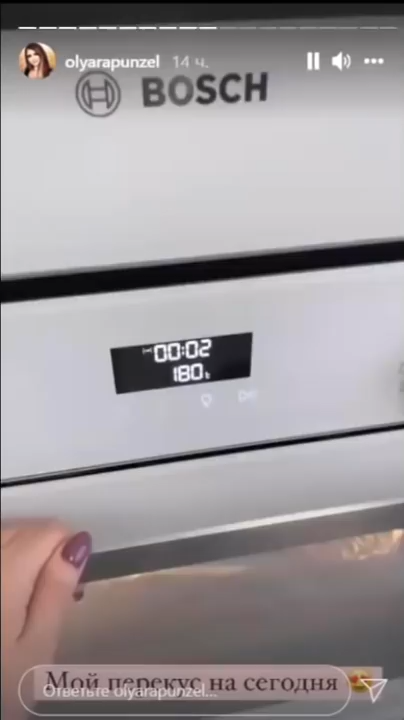 olyarapunzel 14 ч.
BOSCH
00:02
180
Мой перекус на сегодня
Ответьте olyarapunzel...